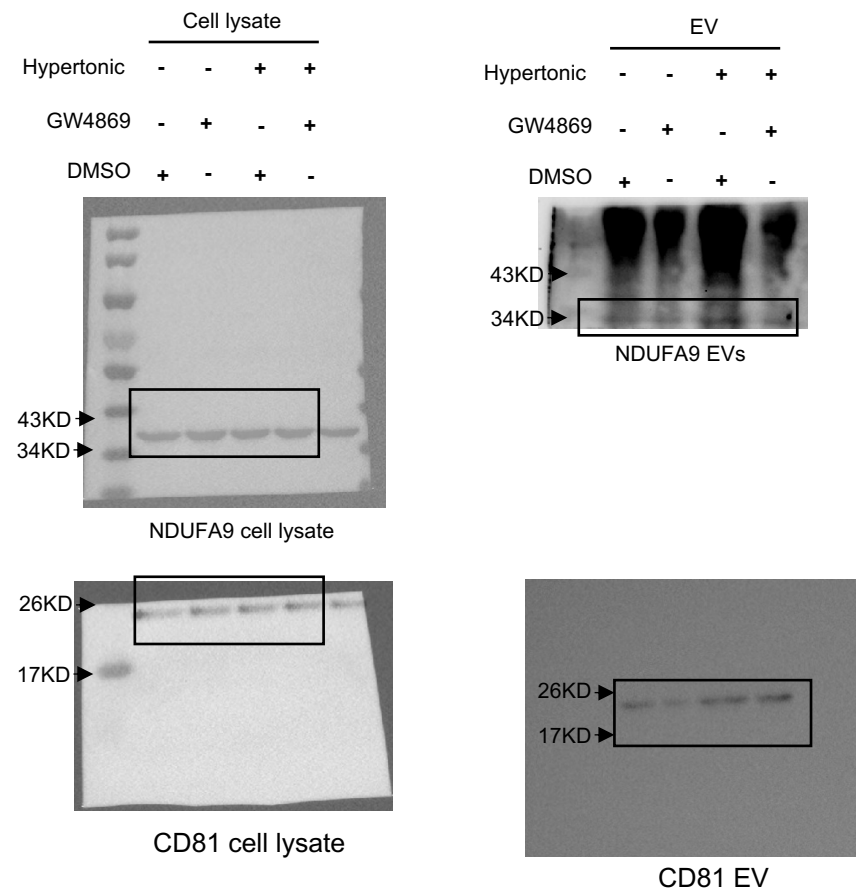 Cell lysate
Hypertonic - - + +
GW4869 - + - +
DMSO + - + -
43KD
34KD
NDUFA9 cell lysate
EV
Hypertonic - - + +
GW4869 - + - +
DMSO + - + -
43KD
34KD
NDUFA9 EVs
26KD
17KD
CD81 cell lysate
26KD
17KD
CD81 EV